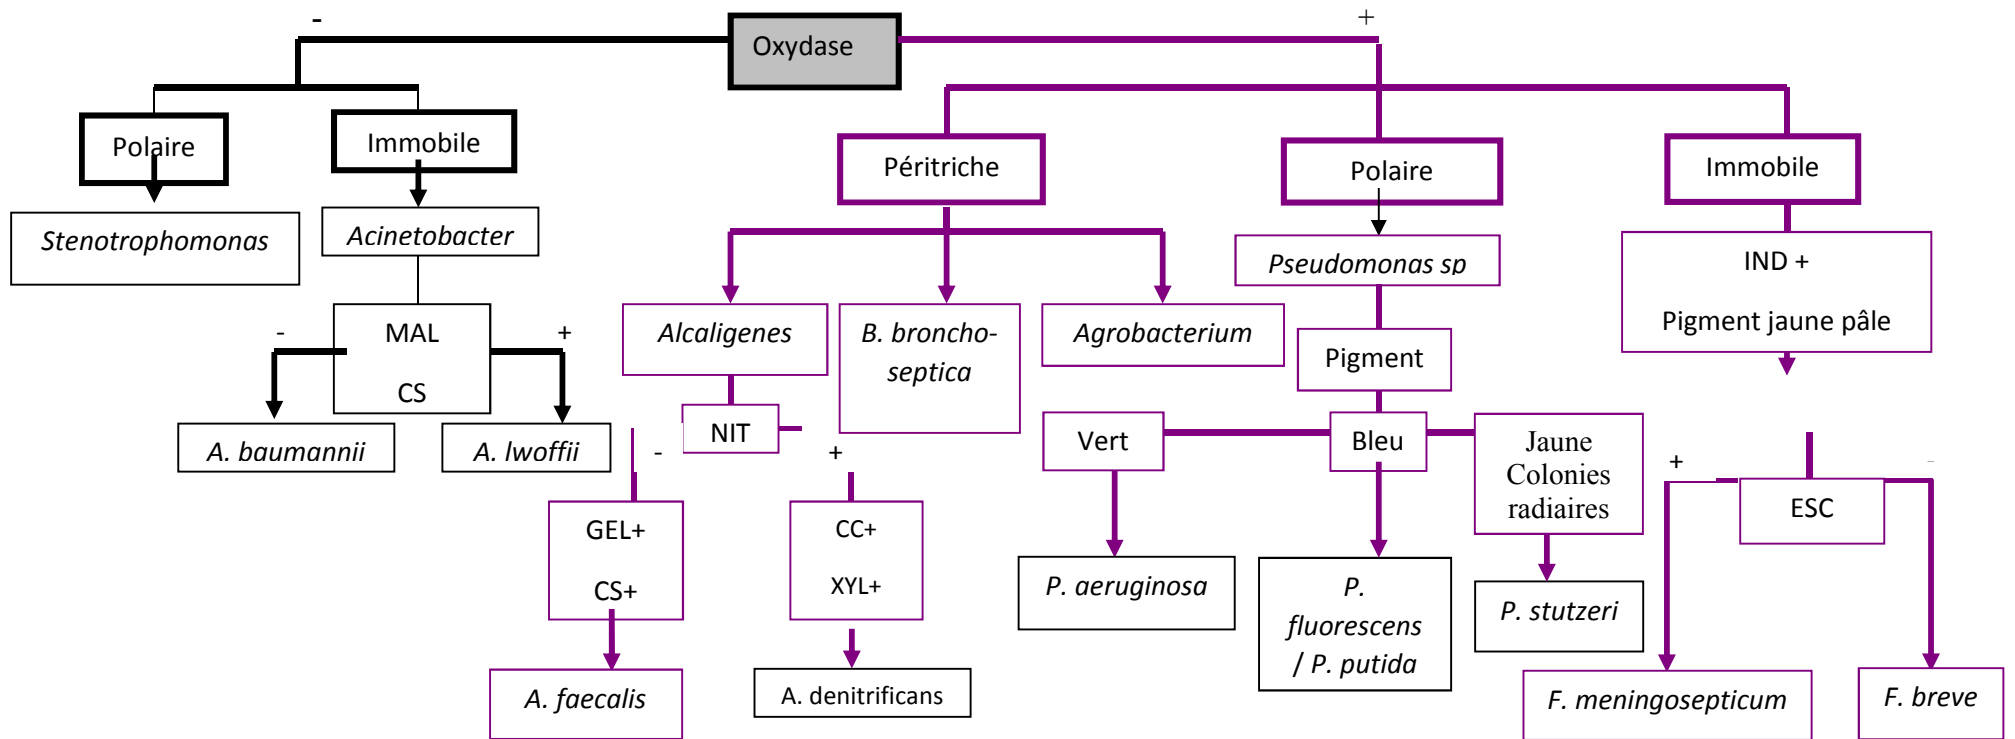 -
Oxydase
+
Polaire
Immobile
Périt​riche
Polaire
Immobile
Stenotrophomonas
Acinetobacter
Pseudomonas sp
IND +
Pigment jaune pâle
-
MAL
CS
+
Alcaligenes
B. broncho-
septica
Agrobacterium
Pigment
A. baumannii
A. lwoffii
-
NIT
+
Vert
Bleu
Jaune
Colonies
radiaires
+
ESC
-
GEL+
CS+
CC+
XYL+
P. aeruginosa
P.
fluorescens
/ P. putida
P. stutzeri
A. faecalis
A. denitrificans
F. meningosepticum
F. breve